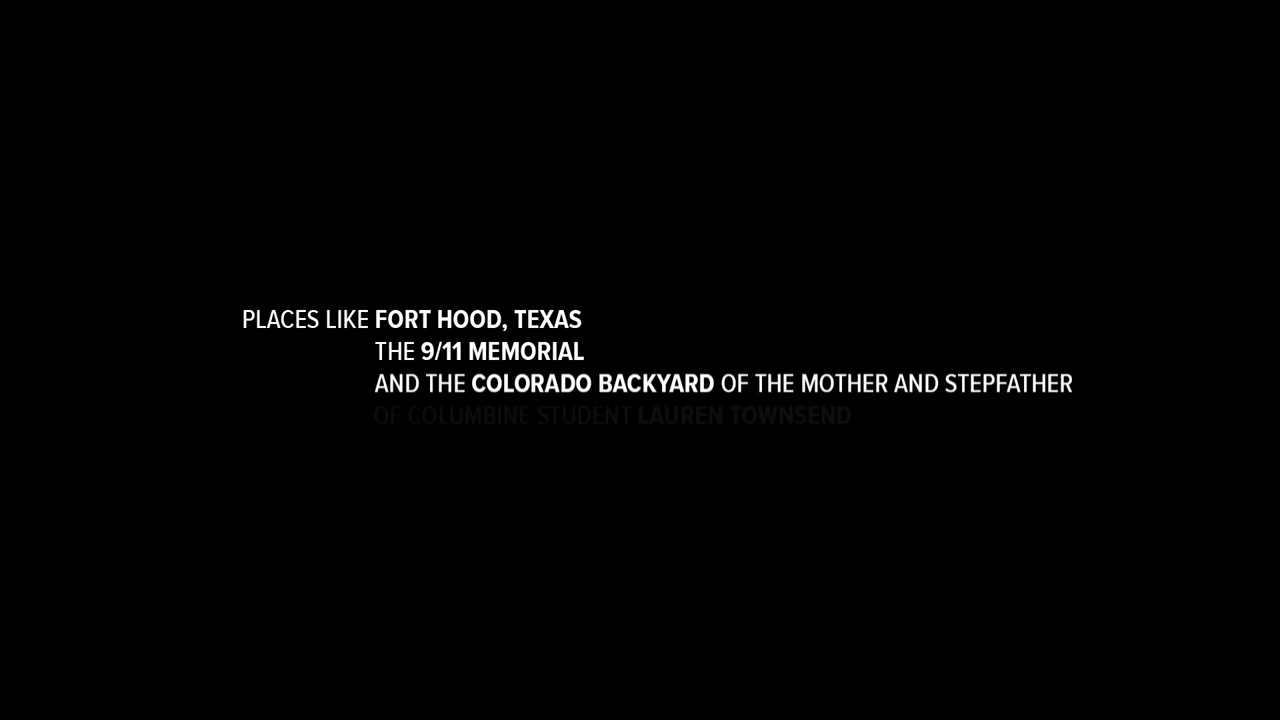 PLACES LIKE FORT HOOD, TEXAS
THE 9/11 MEMORIAL
AND THE COLORADO BACKYARD OF THE MOTHER AND STEPFATHER
OF COLUMBINE STUDENT LAUREN TOWNSEND